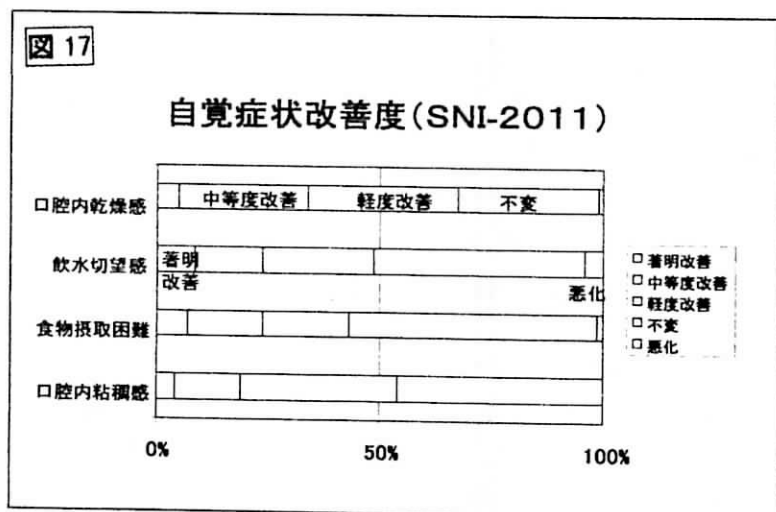 図 17
自覚症状改善度(SNI-2011)
口腔内乾燥感
中等度改善
軽度改善
不変
飲水切望感
著明
改善
悪化
食物摂取困難
口腔内粘稠感
0%
50%
100%
□ 著明改善
□ 中等度改善
□ 軽度改善
□ 不変
□ 悪化